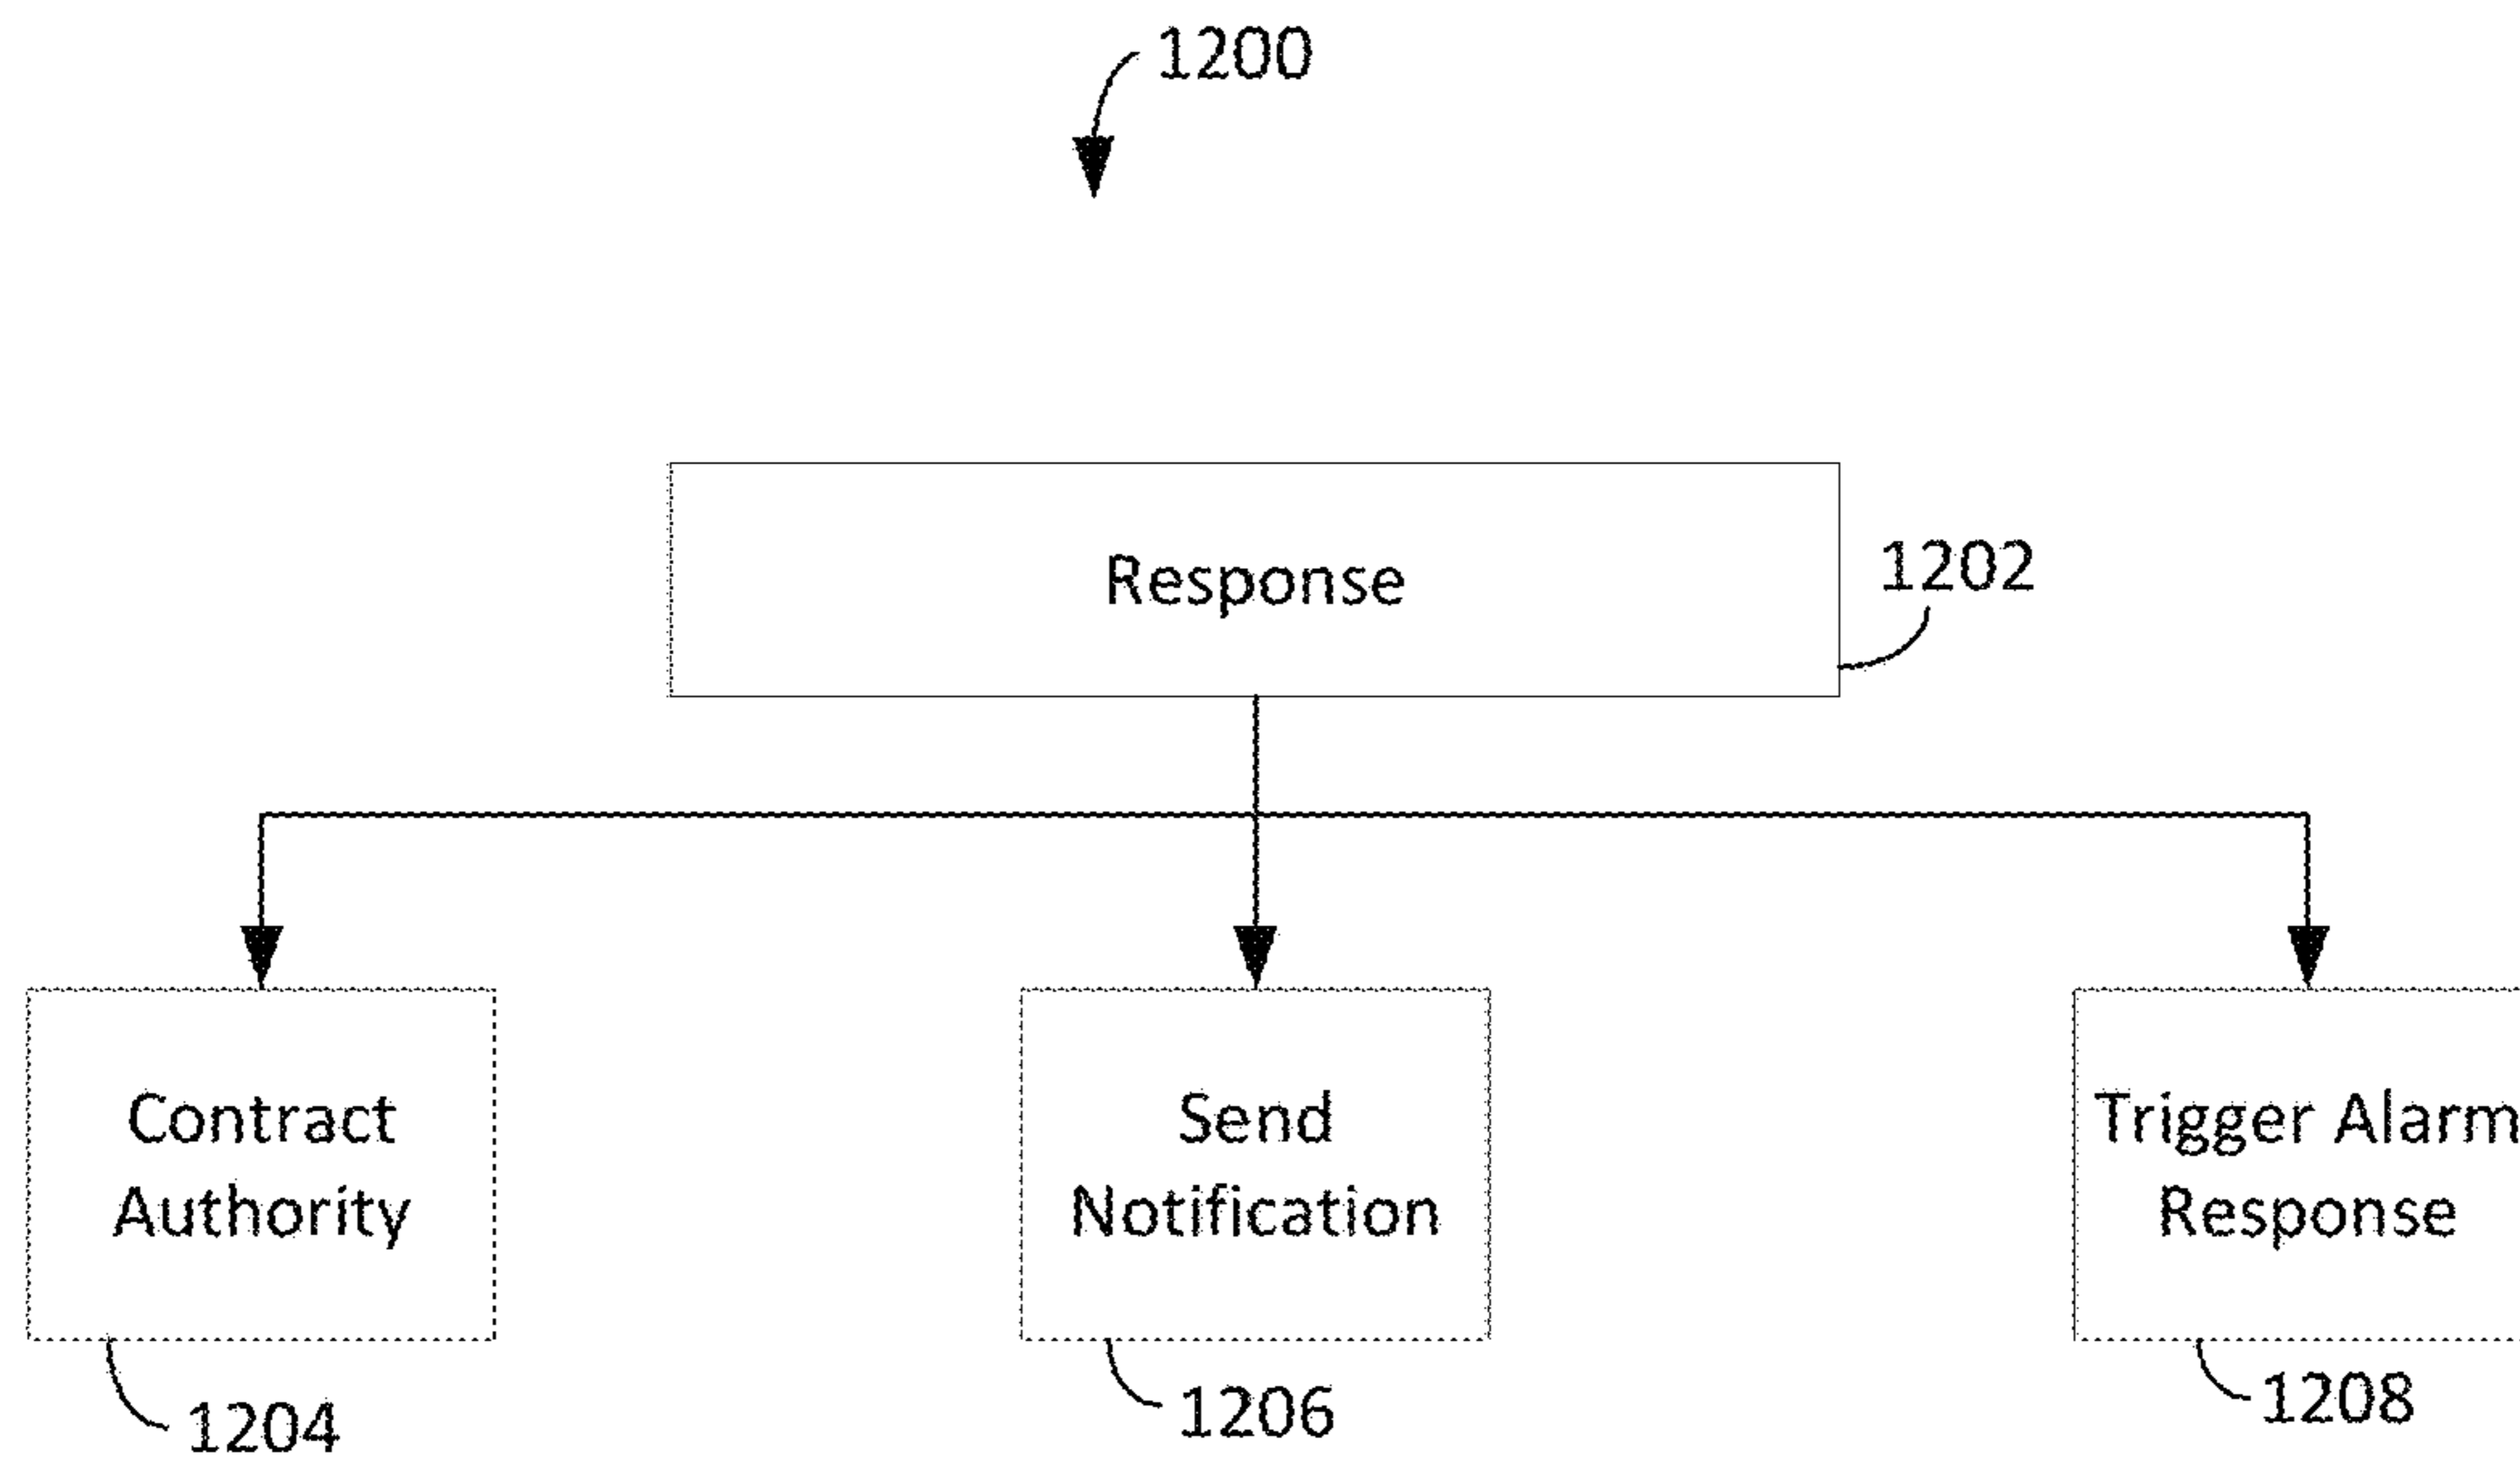 1200
Response
1202
Contract
Authority
Send
Notification
Trigger Alarm
Response
1204
1206
1208